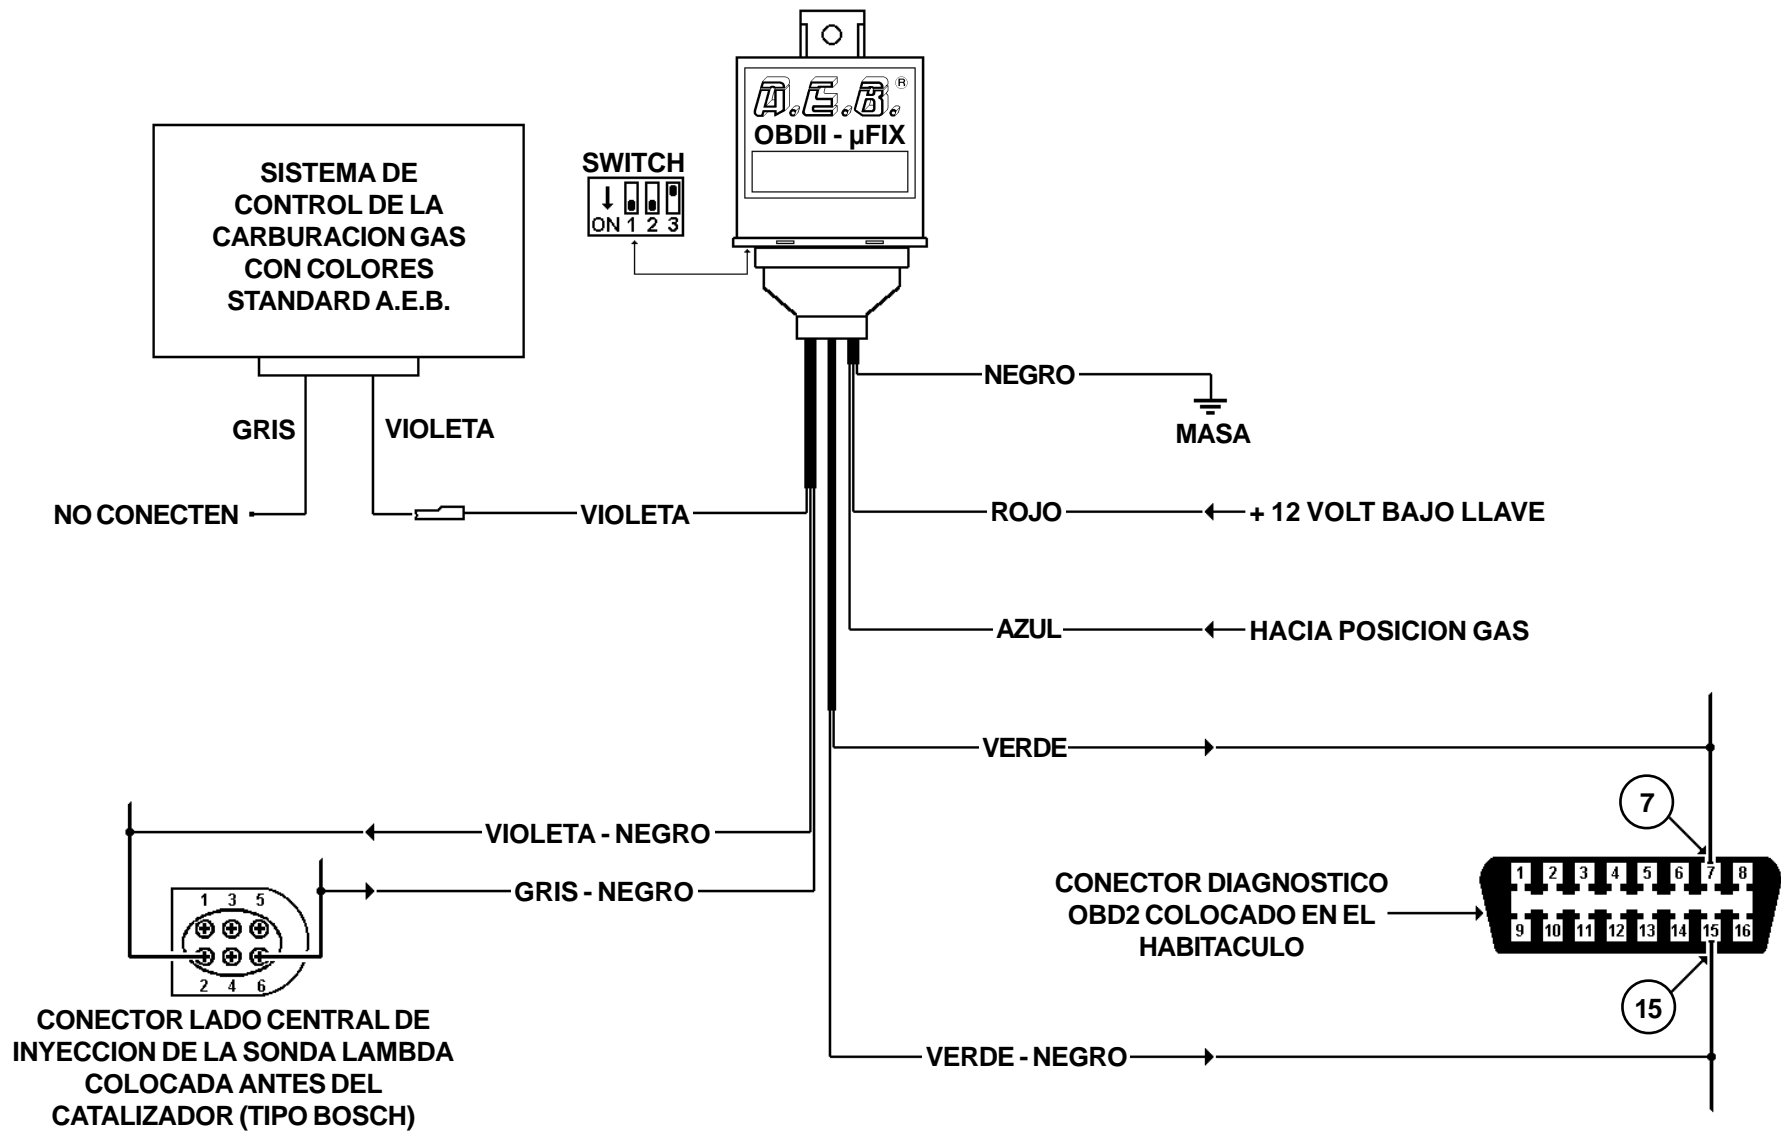 A.E.B.®
OBDII - µFIX
SWITCH
ON 1 2 3
SISTEMA DE
CONTROL DE LA
CARBURACION GAS
CON COLORES
STANDARD A.E.B.
GRIS
VIOLETA
NO CONECTEN
VIOLETA
NEGRO
MASA
ROJO
+ 12 VOLT BAJO LLAVE
AZUL
HACIA POSICION GAS
VERDE
7
VIOLETA - NEGRO
GRIS - NEGRO
1 3 5
2 4 6
CONECTOR LADO CENTRAL DE
INYECCION DE LA SONDA LAMBDA
COLOCADA ANTES DEL
CATALIZADOR (TIPO BOSCH)
CONECTOR DIAGNOSTICO
OBD2 COLOCADO EN EL
HABITACULO
1 2 3 4 5 6 7 8
9 10 11 12 13 14 15 16
15
VERDE - NEGRO